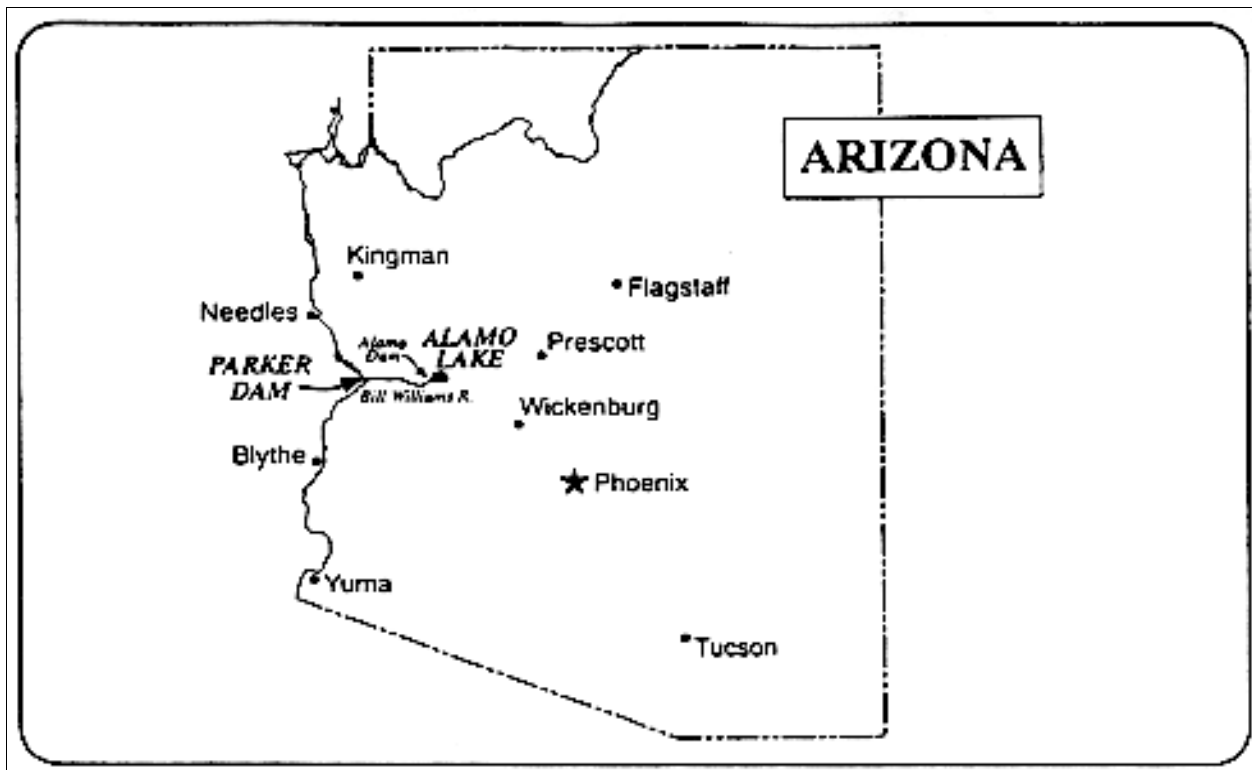 ARIZONA
Kingman
Flagstaff
Needles
Alamo
Dam
ALAMO
LAKE
Prescott
PARKER
DAM
Bill Williams R.
Wickenburg
Blythe
Phoenix
Yuma
Tucson